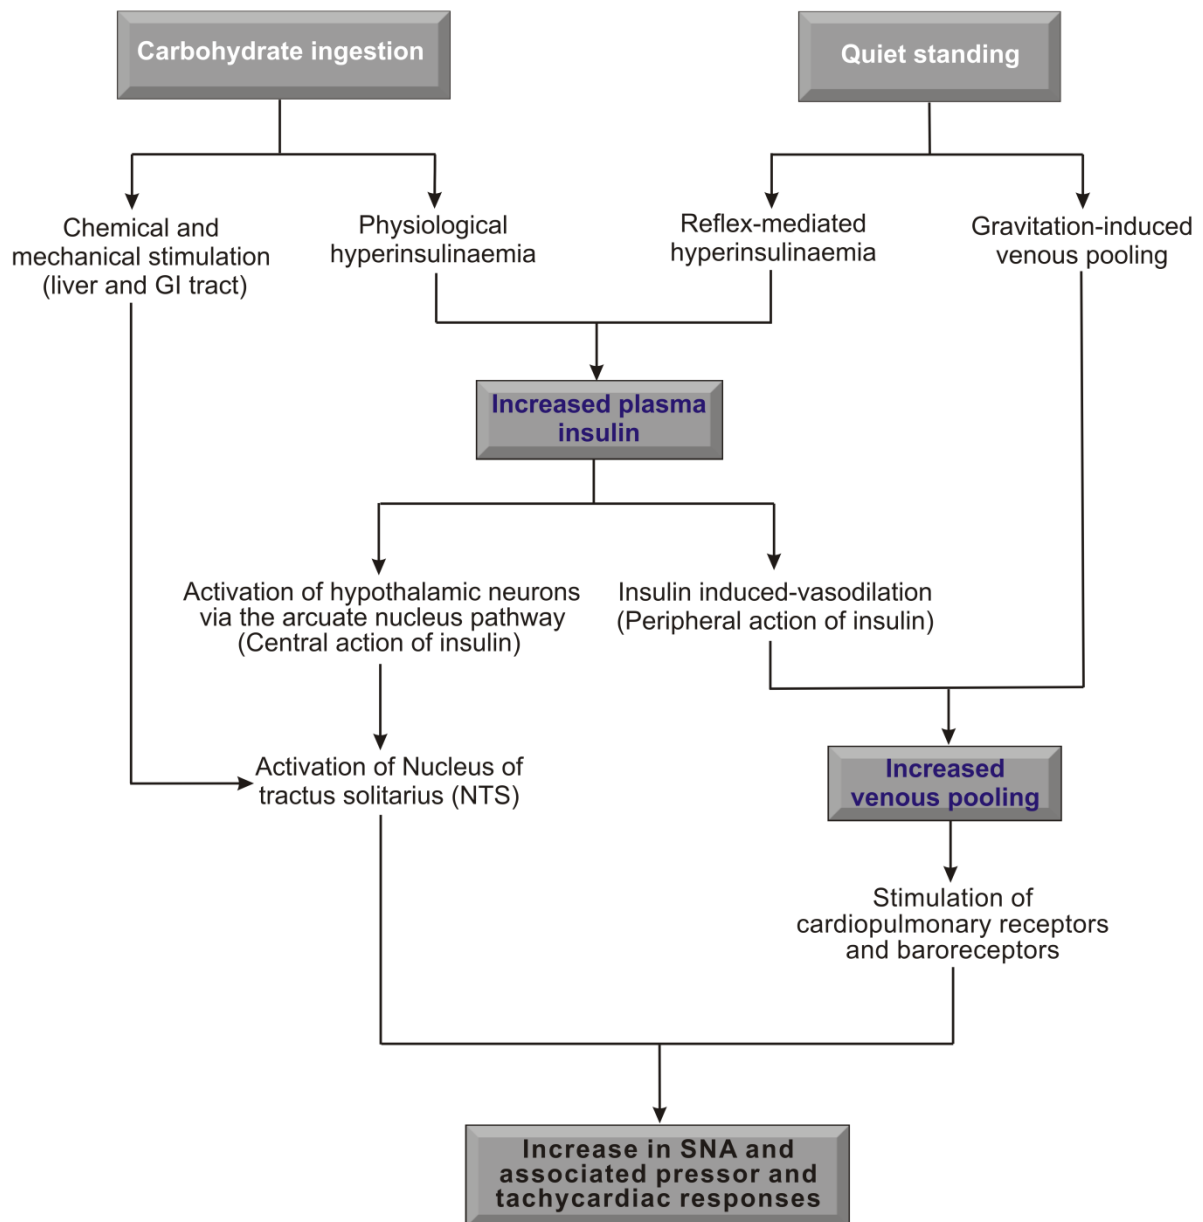 Carbohydrate ingestion
Quiet standing
Chemical and
mechanical stimulation
(liver and GI tract)
Physiological
hyperinsulinaemia
Reflex-mediated
hyperinsulinaemia
Gravitation-induced
venous pooling
Increased plasma
insulin
Activation of hypothalamic neurons
via the arcuate nucleus pathway
(Central action of insulin)
Insulin induced-vasodilation
(Peripheral action of insulin)
Activation of Nucleus of
tractus solitarius (NTS)
Increased
venous pooling
Stimulation of
cardiopulmonary receptors
and baroreceptors
Increase in SNA and
associated pressor and
tachycardiac responses